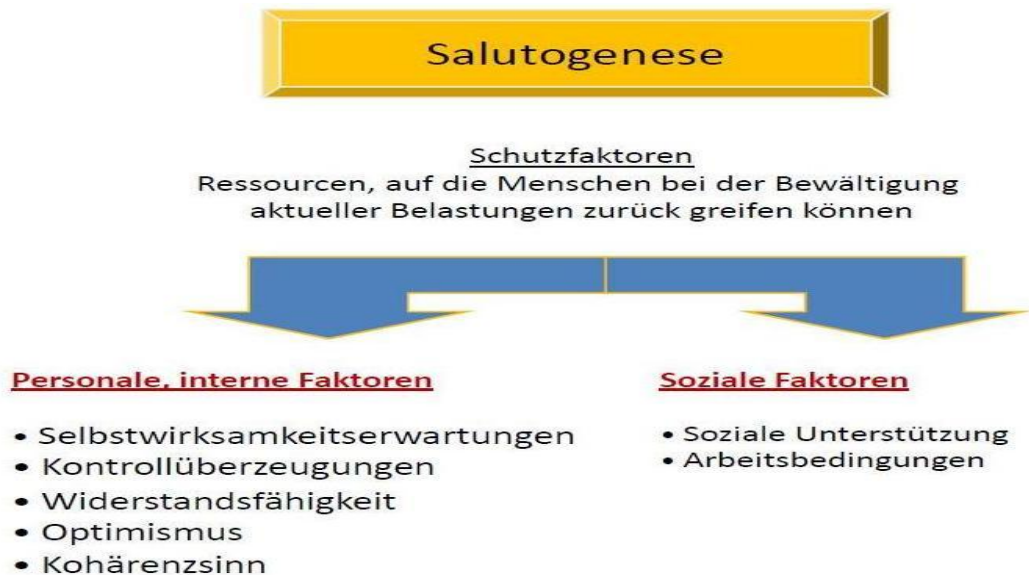 Salutogenese
Schutzfaktoren
Ressourcen, auf die Menschen bei der Bewältigung
aktueller Belastungen zurück greifen können
Personale, interne Faktoren
• Selbstwirksamkeitserwartungen
• Kontrollüberzeugungen
• Widerstandsfähigkeit
• Optimismus
• Kohärenzsinn
Soziale Faktoren
• Soziale Unterstützung
• Arbeitsbedingungen